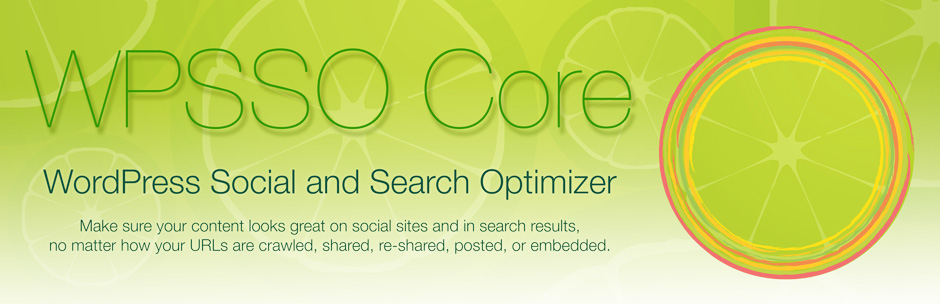 WPSSO Core
WordPress Social and Search Optimizer
Make sure your content looks great on social sites and in search results,
no matter how your URLs are crawled, shared, re-shared, posted, or embedded.